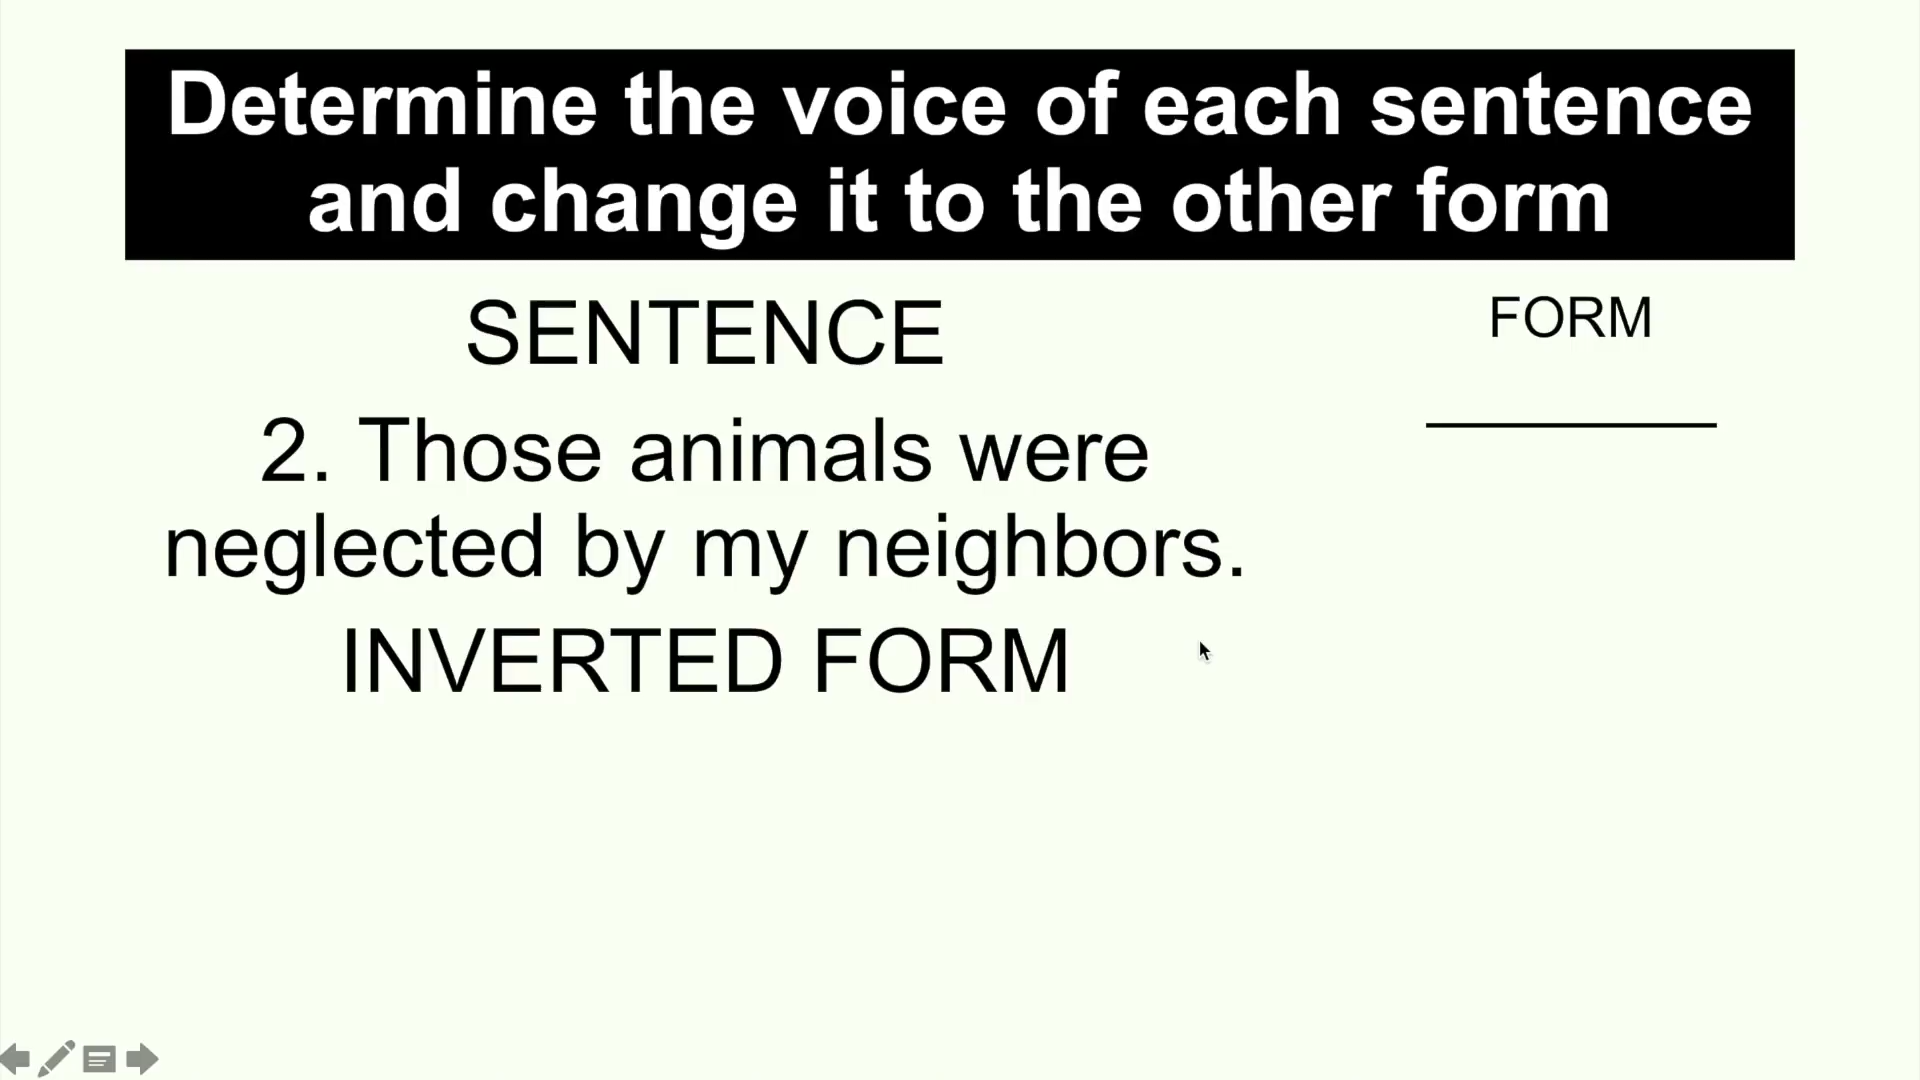 Determine the voice of each sentence
and change it to the other form
SENTENCE
FORM
2. Those animals were
neglected by my neighbors.
INVERTED FORM